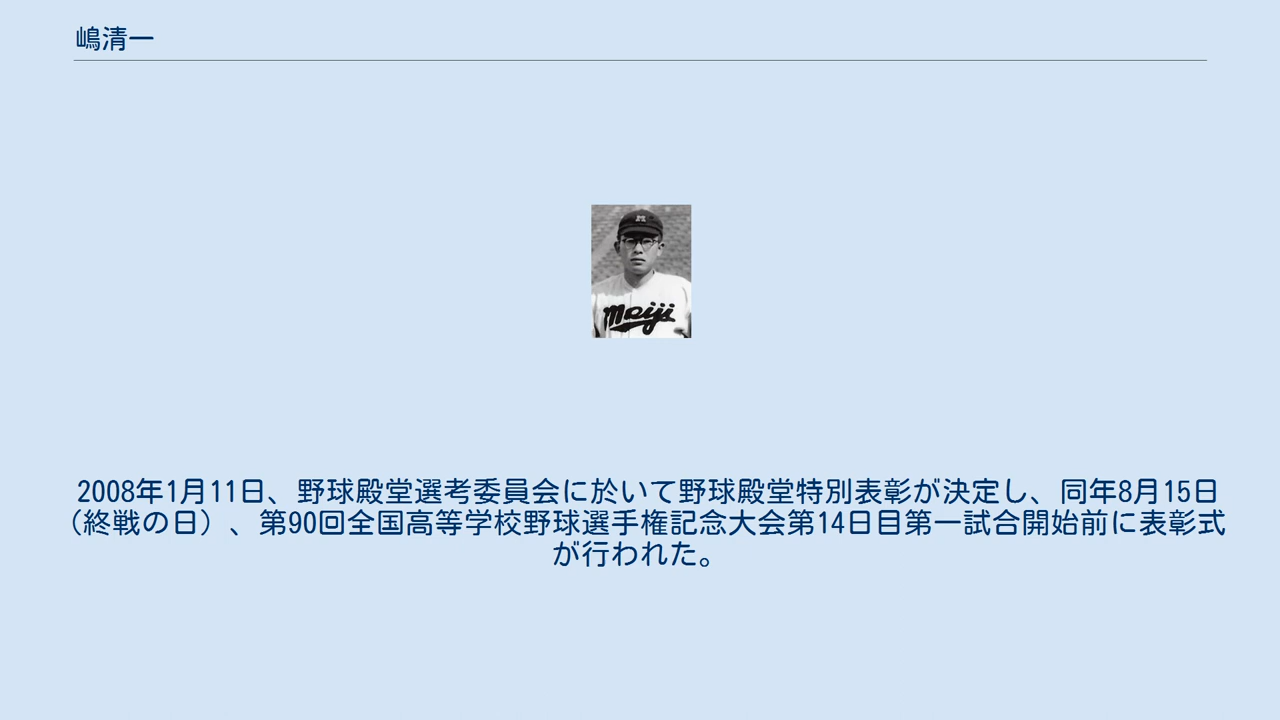 嶋清一
M
Meiji
2008年1月11日、野球殿堂選考委員会に於いて野球殿堂特別表彰が決定し、同年8月15日
（終戦の日）、第90回全国高等学校野球選手権記念大会第14日目第一試合開始前に表彰式
が行われた。